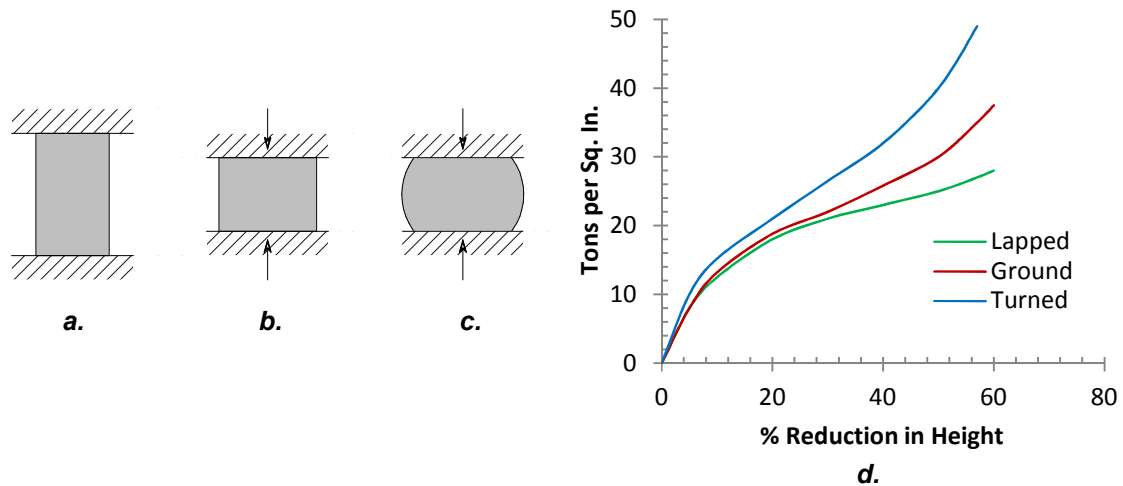 a.
b.
c.
Tons per Sq. In.
50
40
30
20
10
0
0 20 40 60 80
% Reduction in Height
Lapped
Ground
Turned
d.